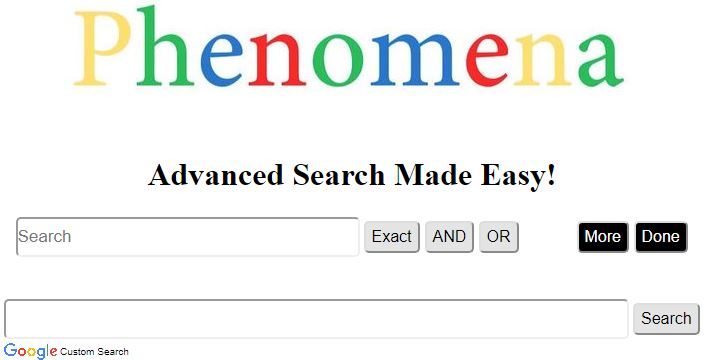 Phenomena
Advanced Search Made Easy!
Search Exact AND OR More Done
Search
Google Custom Search